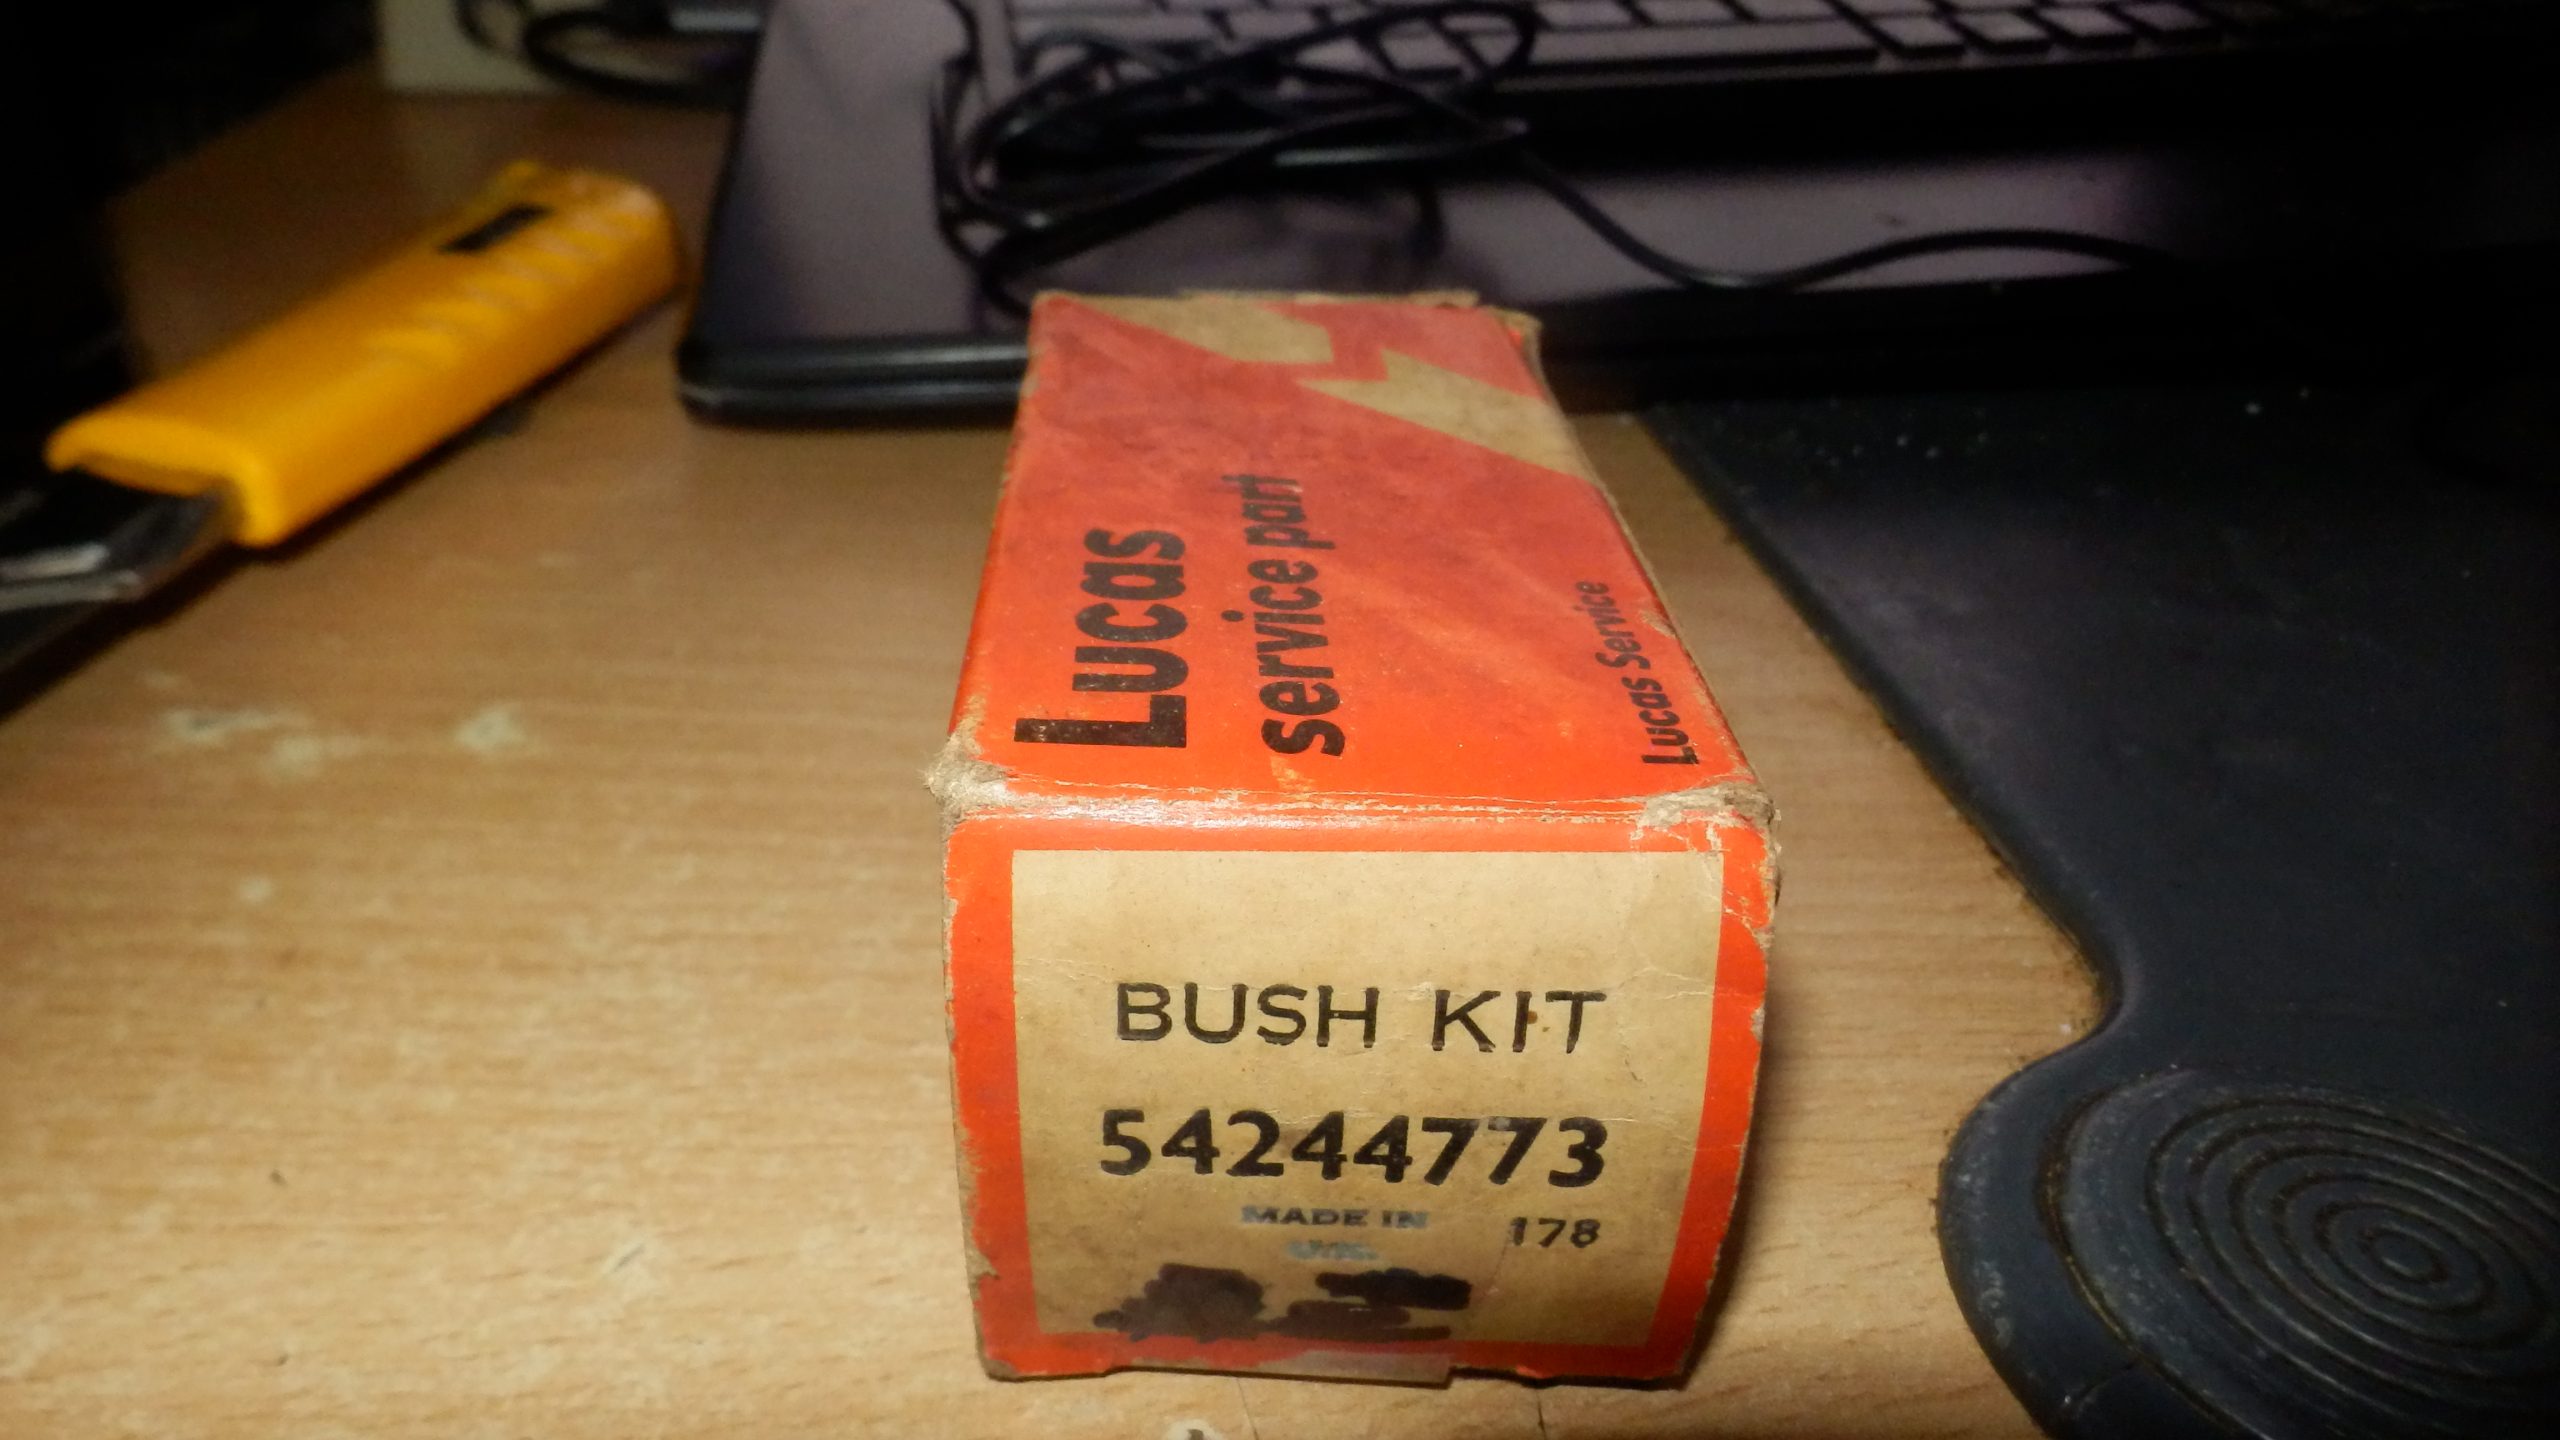 Lucas
service part
Lucas Service
BUSH KIT
54244773
MADE IN 178
U.K.